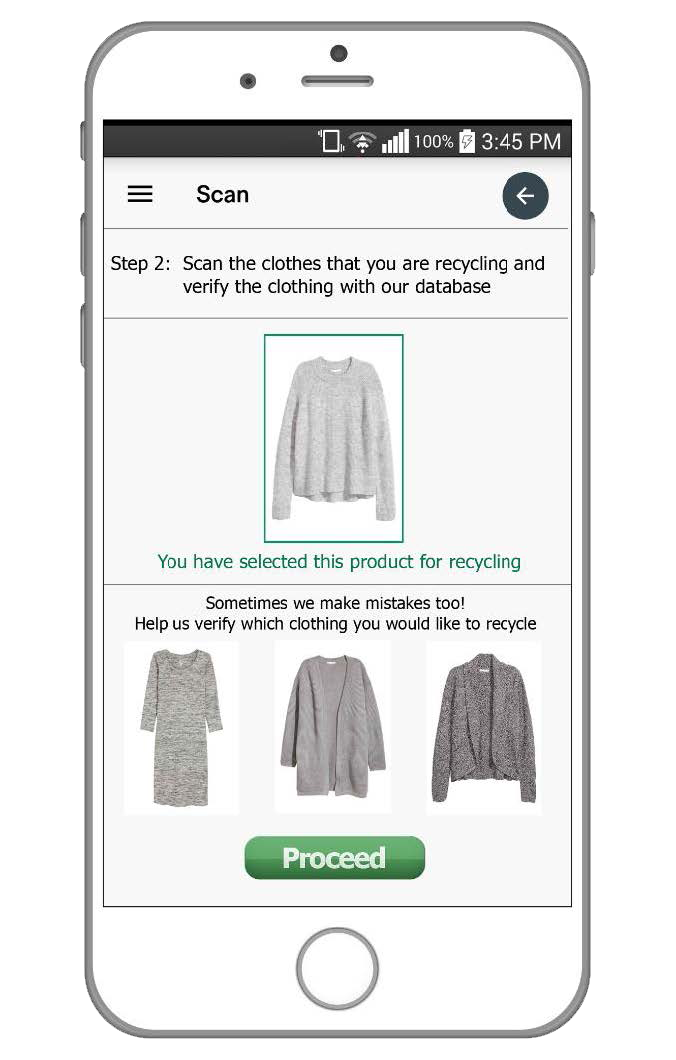 100% 3:45 PM
Scan
Step 2: Scan the clothes that you are recycling and
verify the clothing with our database
You have selected this product for recycling
Sometimes we make mistakes too!
Help us verify which clothing you would like to recycle
Proceed